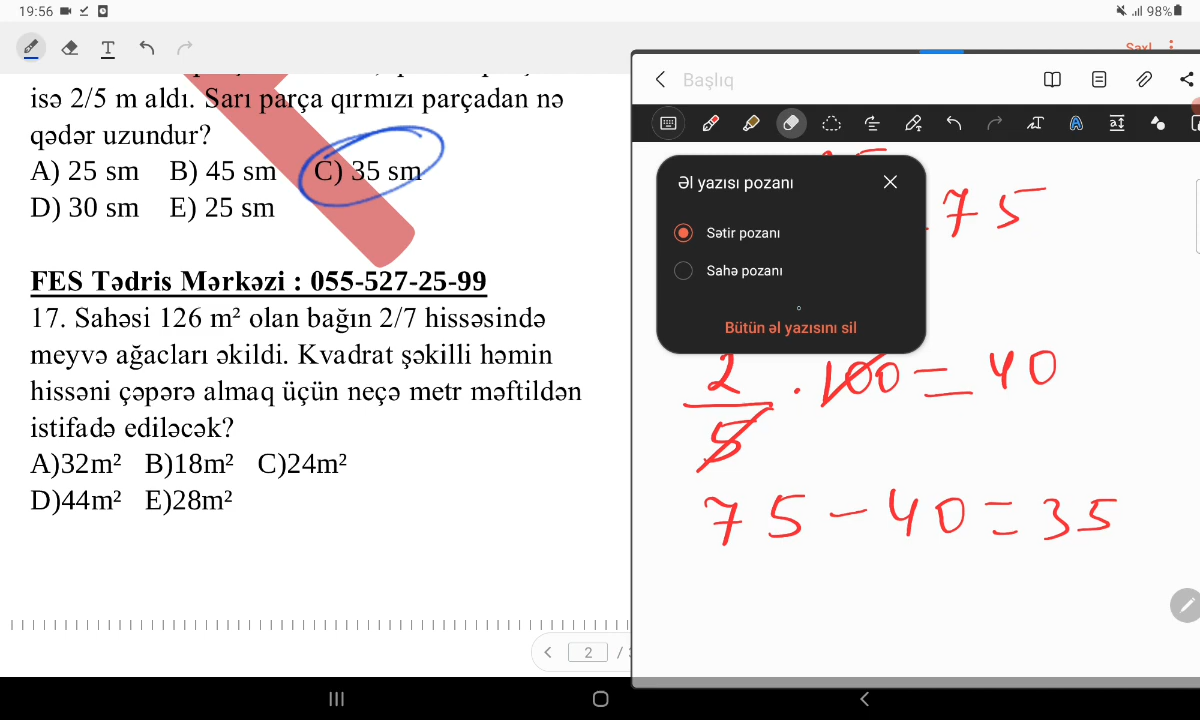 19:56
98%
Saxl
isə 2/5 m aldı. Sarı parça qırmızı parçadan nə
qədər uzundur?
A) 25 sm B) 45 sm C) 35 sm
D) 30 sm E) 25 sm
FES Tədris Mərkəzi : 055-527-25-99
17. Sahəsi 126 m² olan bağın 2/7 hissəsində
meyvə ağacları əkildi. Kvadrat şəkilli həmin
hissəni çəpərə almaq üçün neçə metr məftildən
istifadə ediləcək?
A)32m² B)18m² C)24m²
D)44m² E)28m²
2 /
Başlıq
Əl yazısı pozanı
Sətir pozanı
Sahə pozanı
Bütün əl yazısını sil
75
2/5 . 100 = 40
75 - 40 = 35